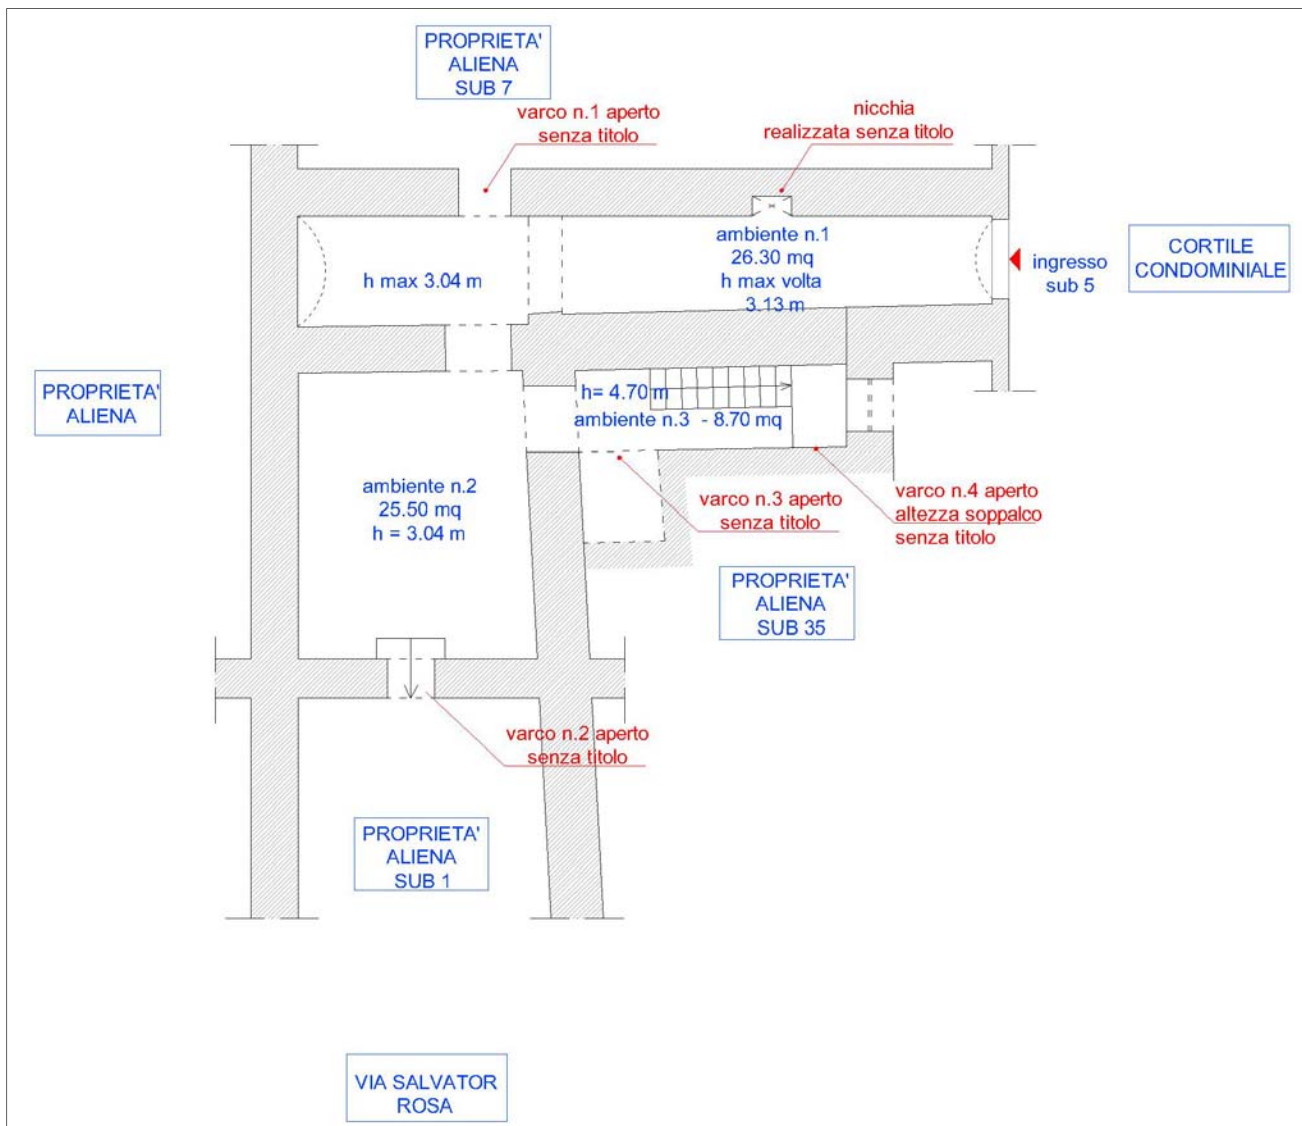 PROPRIETA'
ALIENA
SUB 7
varco n.1 aperto
senza titolo
nicchia
realizzata senza titolo
ambiente n.1
26.30 mq
h max volta
3.13 m
h max 3.04 m
ingresso
sub 5
CORTILE
CONDOMINIALE
PROPRIETA'
ALIENA
h= 4.70 m
ambiente n.3 - 8.70 mq
ambiente n.2
25.50 mq
h = 3.04 m
varco n.3 aperto
senza titolo
varco n.4 aperto
altezza soppalco
senza titolo
PROPRIETA'
ALIENA
SUB 35
varco n.2 aperto
senza titolo
PROPRIETA'
ALIENA
SUB 1
VIA SALVATOR
ROSA